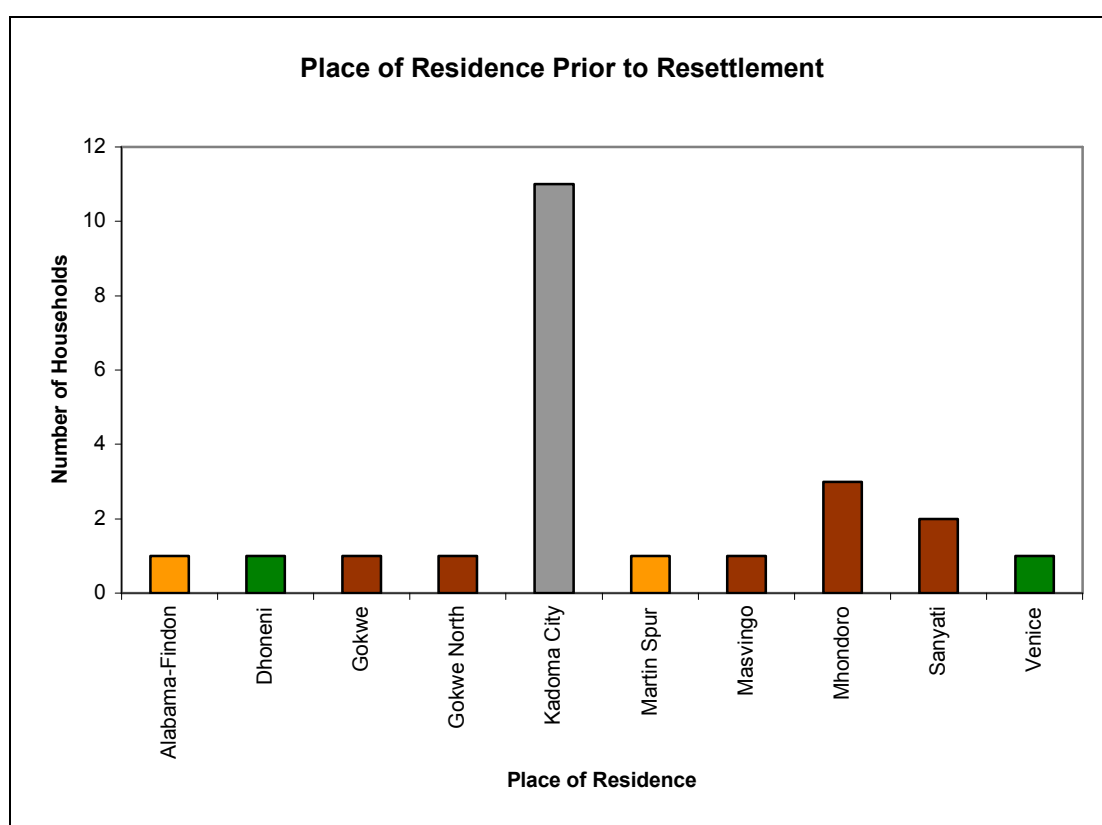 Place of Residence Prior to Resettlement
Number of Households
12
10
8
6
4
2
0
Alabama-Findon
Dhoneni
Gokwe
Gokwe North
Kadoma City
Martin Spur
Masvingo
Mhondoro
Sanyati
Venice
Place of Residence